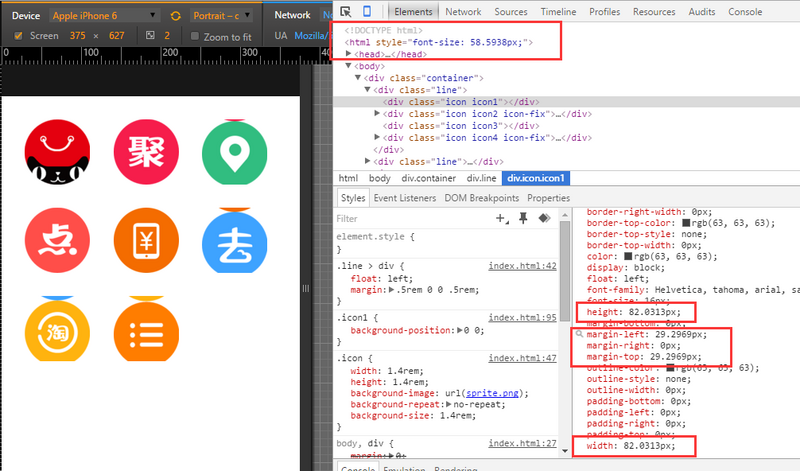 Device Apple iPhone 6 Portrait – c Network
Screen 375 × 627 2 Zoom to fit UA Mozilla/
0 100 200 300 40
聚
点
¥
去
淘
Elements Network Sources Timeline Profiles Resources Audits Console
<!DOCTYPE html>
<html style="font-size: 58.5938px;">
<head>…</head>
<body>
<div class="container">
<div class="line">
<div class="icon icon1"></div>
<div class="icon icon2 icon-fix">…</div>
<div class="icon icon3"></div>
<div class="icon icon4 icon-fix">…</div>
</div>
<div class="line">…</div>
html body div.container div.line div.icon.icon1
Styles Event Listeners DOM Breakpoints Properties
Filter
element.style {
}
.line > div { index.html:42
float: left;
margin: .5rem 0 0 .5rem;
}
.icon1 { index.html:95
background-position: 0 0;
}
.icon { index.html:47
width: 1.4rem;
height: 1.4rem;
background-image: url(sprite.png);
background-repeat: no-repeat;
background-size: 1.4rem;
}
body, div { index.html:27
margin: 0;
border-right-width: 0px;
border-top-color: rgb(63, 63, 63);
border-top-style: none;
border-top-width: 0px;
color: rgb(63, 63, 63);
display: block;
float: left;
font-family: Helvetica, tahoma, arial, sa
font-size: 16px;
height: 82.0313px;
margin-bottom: 0px;
margin-left: 29.2969px;
margin-right: 0px;
margin-top: 29.2969px;
outline-color: rgb(63, 63, 63);
outline-style: none;
outline-width: 0px;
padding-bottom: 0px;
padding-left: 0px;
padding-right: 0px;
padding-top: 0px;
width: 82.0313px;
Console Emulation Rendering